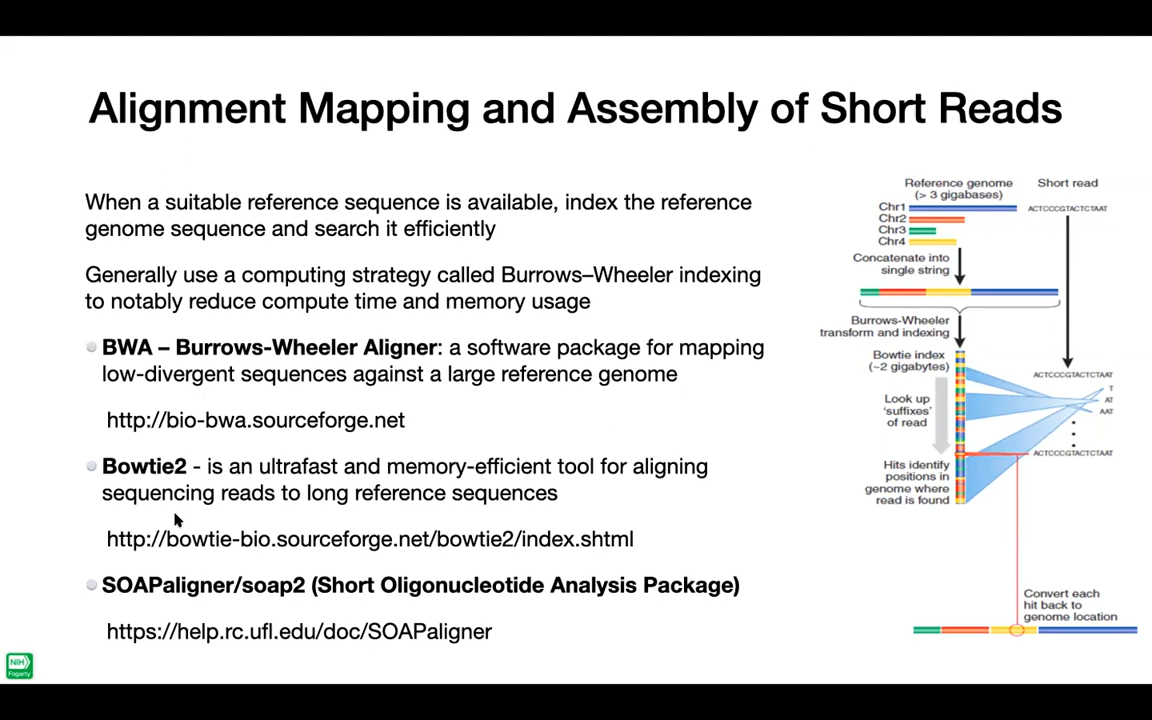 Alignment Mapping and Assembly of Short Reads
When a suitable reference sequence is available, index the reference
genome sequence and search it efficiently
Generally use a computing strategy called Burrows–Wheeler indexing
to notably reduce compute time and memory usage
BWA – Burrows-Wheeler Aligner: a software package for mapping
low-divergent sequences against a large reference genome
http://bio-bwa.sourceforge.net
Bowtie2 - is an ultrafast and memory-efficient tool for aligning
sequencing reads to long reference sequences
http://bowtie-bio.sourceforge.net/bowtie2/index.shtml
SOAPaligner/soap2 (Short Oligonucleotide Analysis Package)
https://help.rc.ufl.edu/doc/SOAPaligner
Reference genome
(> 3 gigabases)
Short read
Chr1
ACTCCCGTACTCTAAT
Chr2
Chr3
Chr4
Concatenate into
single string
Burrows-Wheeler
transform and indexing
Bowtie index
(~2 gigabytes)
ACTCCCGTACTCTAAT
T
AT
AAT
Look up
'suffixes'
of read
ACTCCCGTACTCTAAT
Hits identify
positions in
genome where
read is found
Convert each
hit back to
genome location
NIH
Fogarty